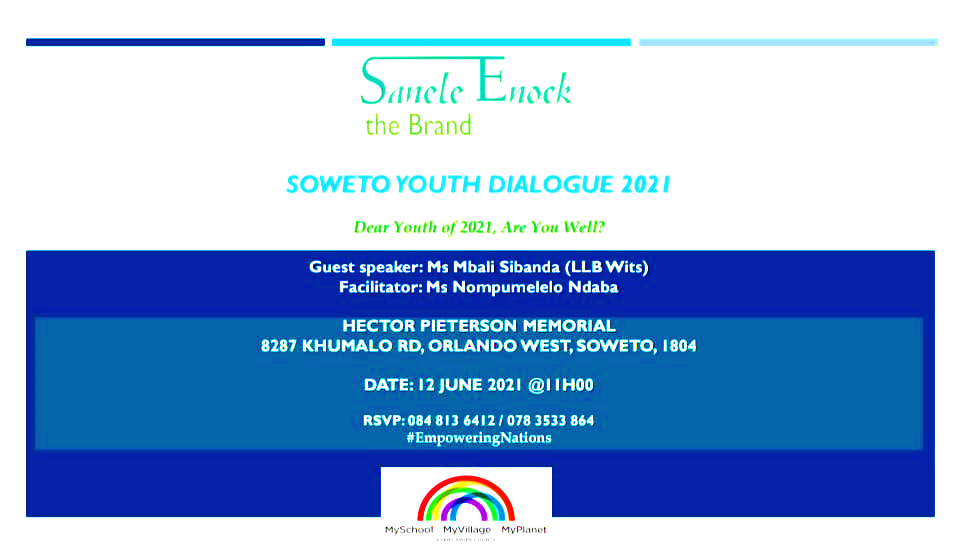 Sanele Enock
the Brand
SOWETO YOUTH DIALOGUE 2021
Dear Youth of 2021, Are You Well?
Guest speaker: Ms Mbali Sibanda (LLB Wits)
Facilitator: Ms Nompumelelo Ndaba
HECTOR PIETERSON MEMORIAL
8287 KHUMALO RD, ORLANDO WEST, SOWETO, 1804
DATE: 12 JUNE 2021 @11H00
RSVP: 084 813 6412 / 078 3533 864
#EmpoweringNations
MySchool MyVillage MyPlanet